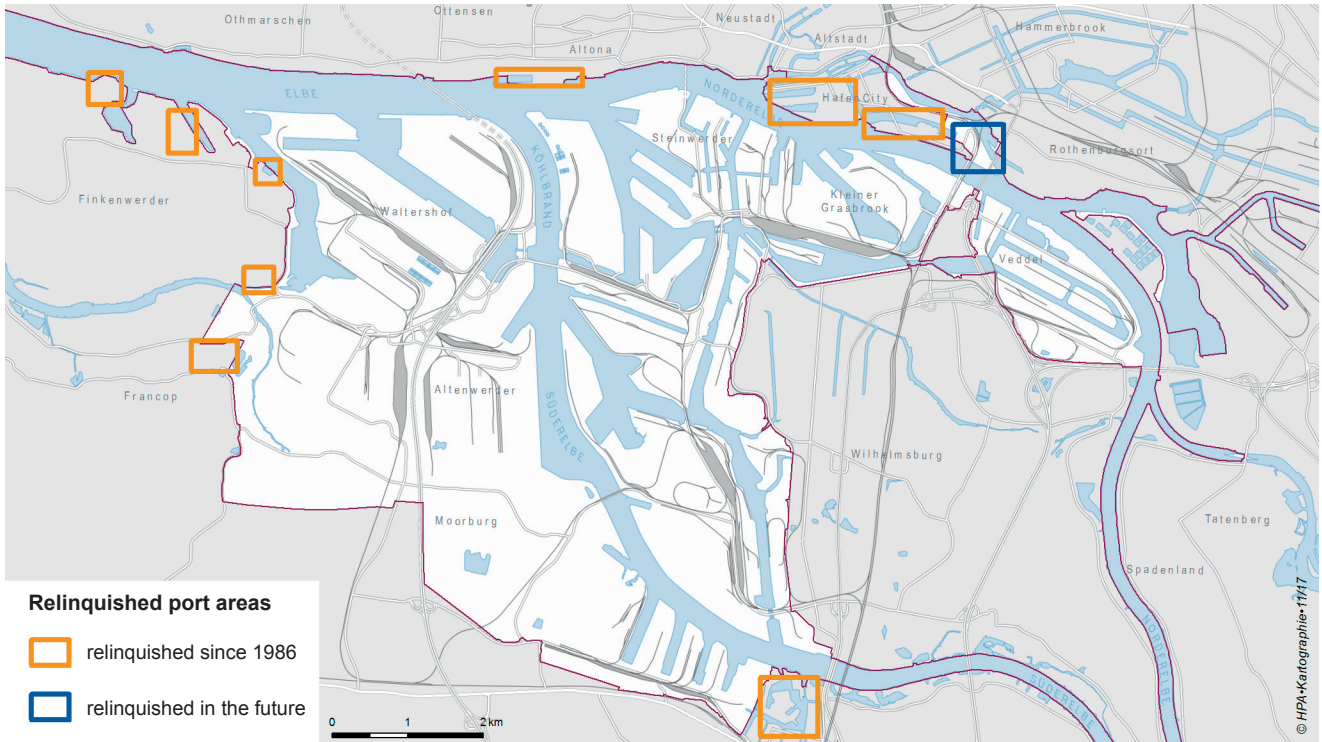 Othmarschen
Ottensen
Neustadt
Hammerbrook
Altona
Altstadt
ELBE
NORDERELBE
HafenCity
Steinwerder
Rothenburgsort
KÖHLBRAND
Finkenwerder
Waltershof
Kleiner
Grasbrook
Veddel
Francop
Altenwerder
SÜDERELBE
Wilhelmsburg
Moorburg
Tatenberg
Spadenland
NORDERELBE
SÜDERELBE
Relinquished port areas
relinquished since 1986
relinquished in the future
0 1 2 km
© HPA•Kartographie•11/17